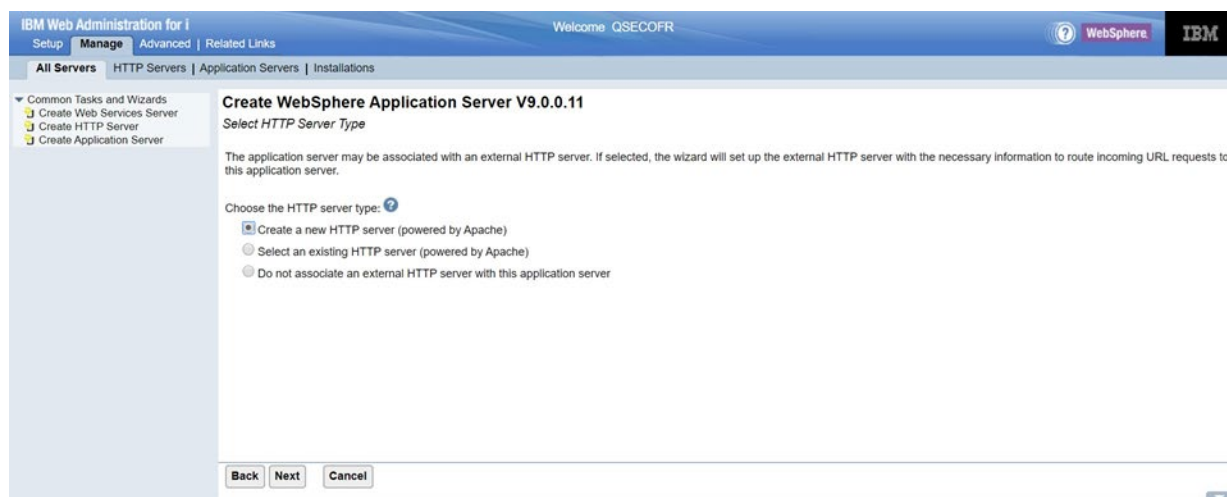 IBM Web Administration for i
Welcome QSECOFR
WebSphere.
IBM
Setup Manage Advanced | Related Links
All Servers HTTP Servers | Application Servers | Installations
Common Tasks and Wizards
Create Web Services Server
Create HTTP Server
Create Application Server
Create WebSphere Application Server V9.0.0.11
Select HTTP Server Type
The application server may be associated with an external HTTP server. If selected, the wizard will set up the external HTTP server with the necessary information to route incoming URL requests to
this application server.
Choose the HTTP server type: ?
Create a new HTTP server (powered by Apache)
Select an existing HTTP server (powered by Apache)
Do not associate an external HTTP server with this application server
Back Next Cancel